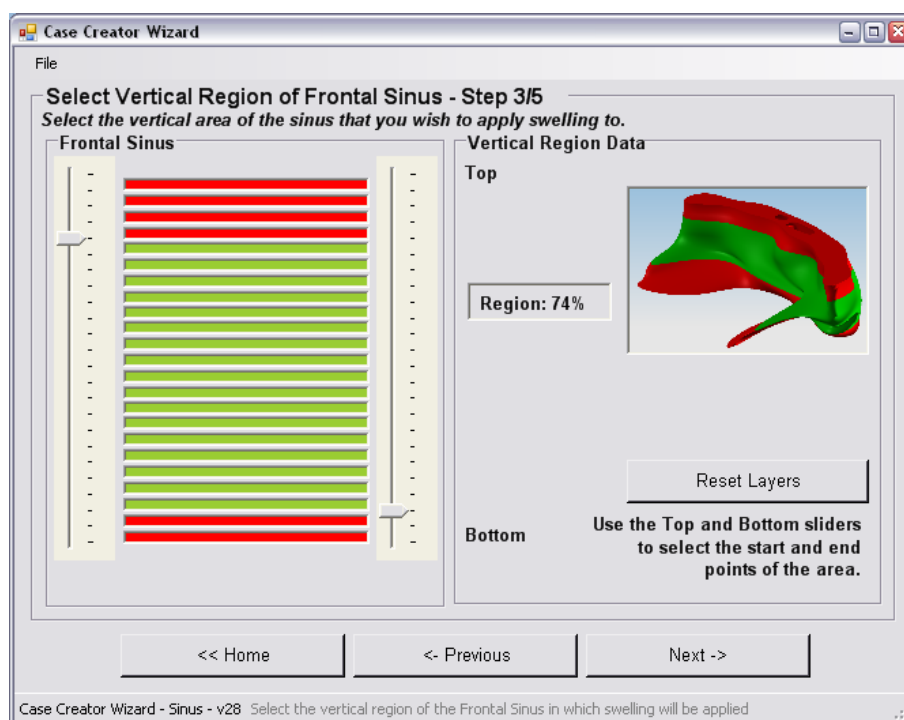 Case Creator Wizard
File
Select Vertical Region of Frontal Sinus - Step 3/5
Select the vertical area of the sinus that you wish to apply swelling to.
Frontal Sinus
Vertical Region Data
Top
Region: 74%
Reset Layers
Bottom
Use the Top and Bottom sliders
to select the start and end
points of the area.
<< Home
<- Previous
Next ->
Case Creator Wizard - Sinus - v28 Select the vertical region of the Frontal Sinus in which swelling will be applied